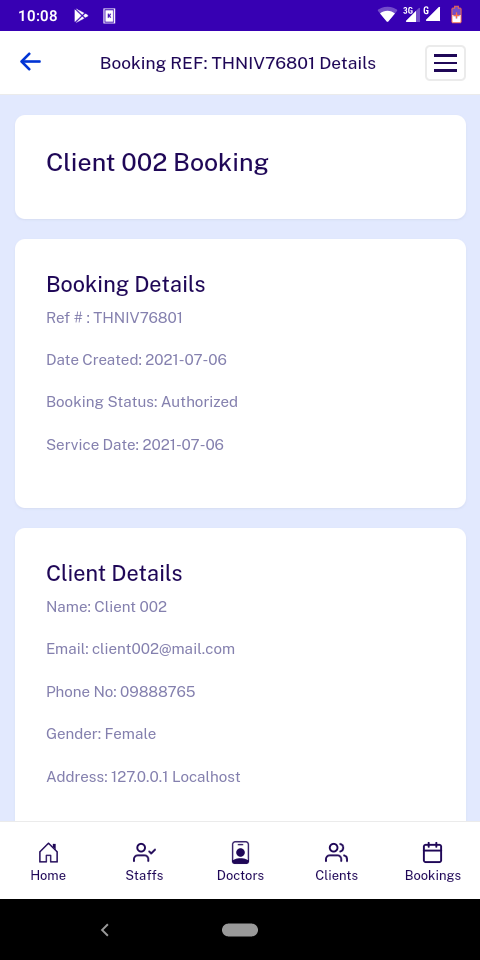 10:08
3G
G
Booking REF: THNIV76801 Details
Client 002 Booking
Booking Details
Ref # : THNIV76801
Date Created: 2021-07-06
Booking Status: Authorized
Service Date: 2021-07-06
Client Details
Name: Client 002
Email: client002@mail.com
Phone No: 09888765
Gender: Female
Address: 127.0.0.1 Localhost
Home
Staffs
Doctors
Clients
Bookings